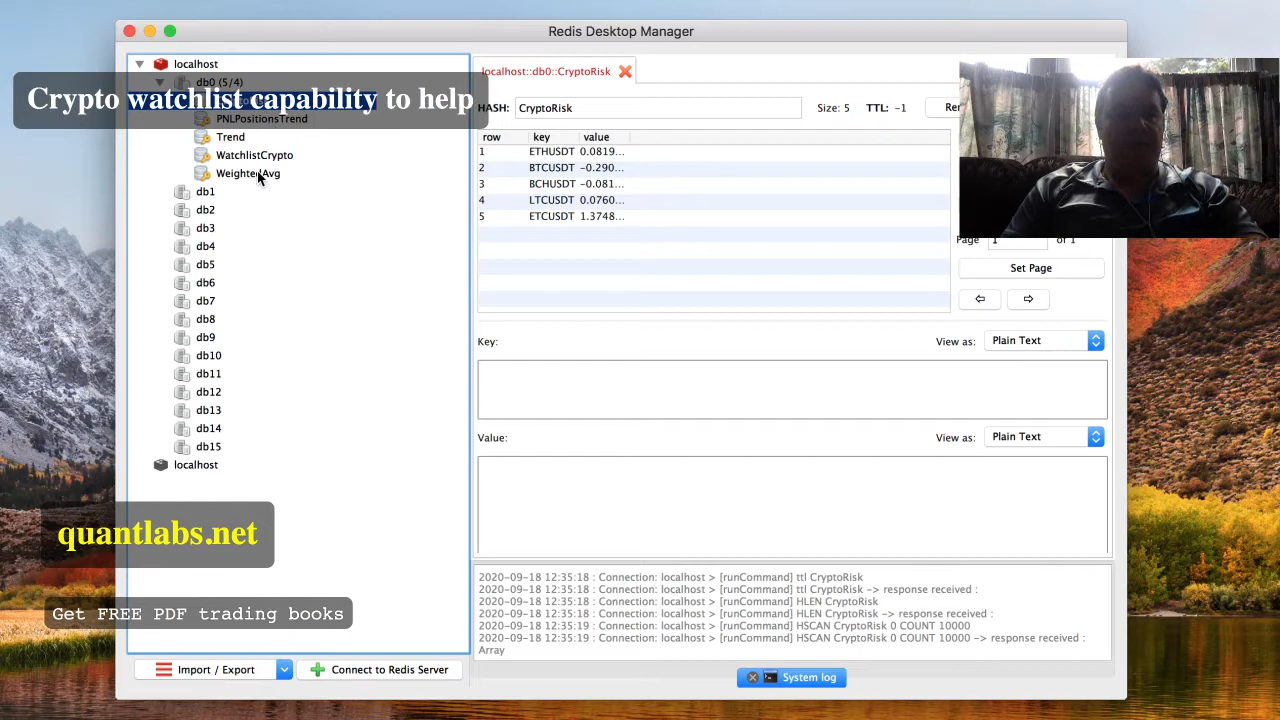 Redis Desktop Manager
localhost
db0 (5/4)
Crypto watchlist capability to help
PNLPositionsTrend
Trend
WatchlistCrypto
WeightedAvg
db1
db2
db3
db4
db5
db6
db7
db8
db9
db10
db11
db12
db13
db14
db15
localhost
quantlabs.net
Get FREE PDF trading books
Import / Export
Connect to Redis Server
localhost::db0::CryptoRisk
HASH: CryptoRisk Size: 5 TTL: -1 Ren
row key value
1 ETHUSDT 0.0819...
2 BTCUSDT -0.290...
3 BCHUSDT -0.081...
4 LTCUSDT 0.0760...
5 ETCUSDT 1.3748...
Page 1 of 1
Set Page
Key: View as: Plain Text
Value: View as: Plain Text
2020-09-18 12:35:18 : Connection: localhost > [runCommand] ttl CryptoRisk
2020-09-18 12:35:18 : Connection: localhost > [runCommand] ttl CryptoRisk -> response received :
2020-09-18 12:35:18 : Connection: localhost > [runCommand] HLEN CryptoRisk
2020-09-18 12:35:18 : Connection: localhost > [runCommand] HLEN CryptoRisk -> response received :
2020-09-18 12:35:19 : Connection: localhost > [runCommand] HSCAN CryptoRisk 0 COUNT 10000
2020-09-18 12:35:19 : Connection: localhost > [runCommand] HSCAN CryptoRisk 0 COUNT 10000 -> response received :
Array
System log